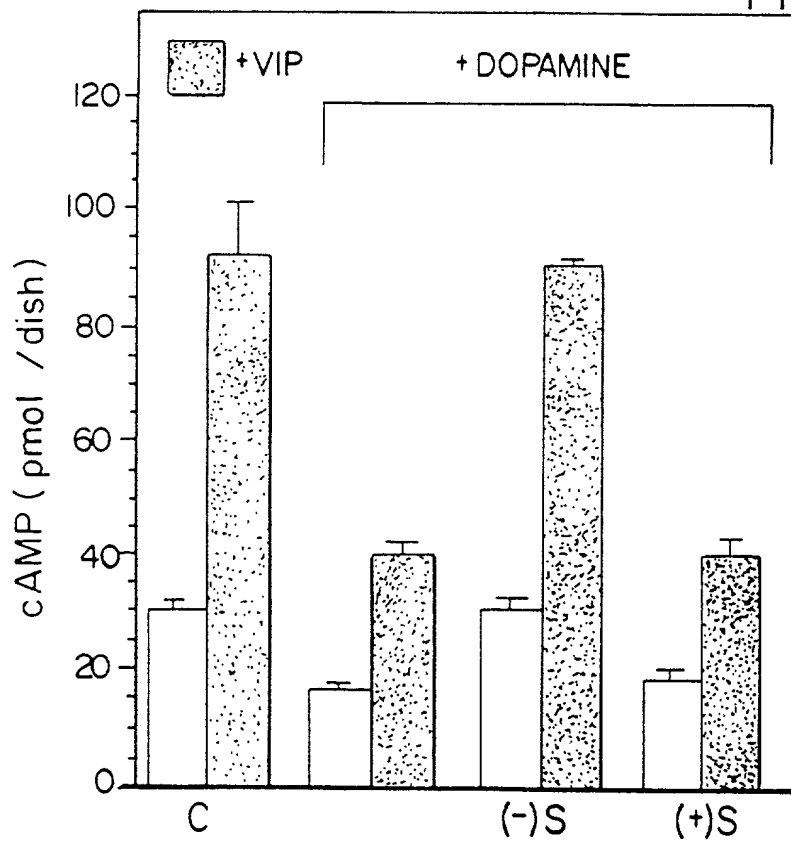 +VIP
+ DOPAMINE
cAMP ( pmol / dish)
120
100
80
60
40
20
0
C
(-)S
(+)S